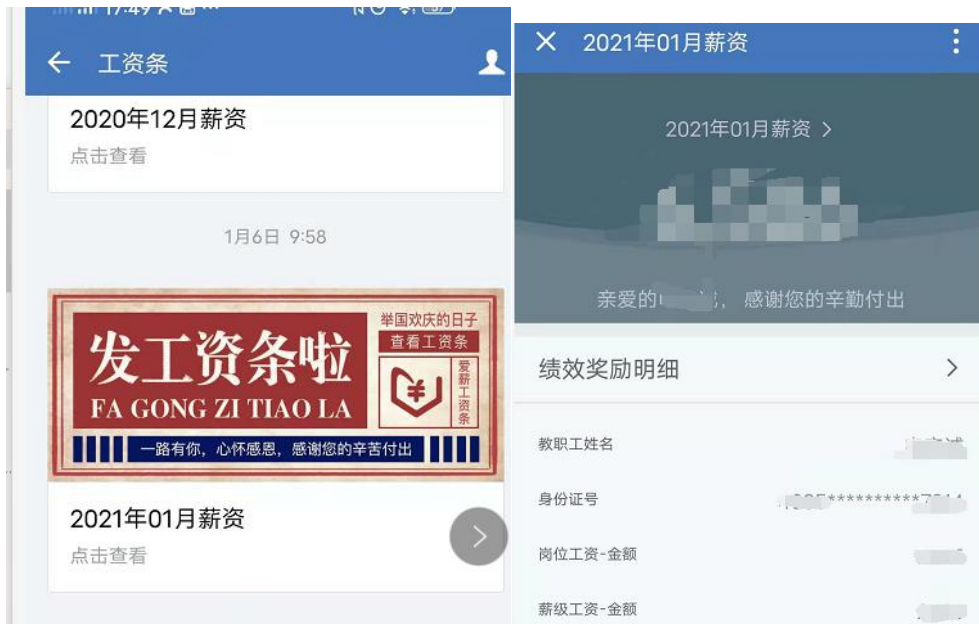 17:49
工资条
2020年12月薪资
点击查看
1月6日 9:58
举国欢庆的日子
查看工资条
发工资条啦
FA GONG ZI TIAO LA
爱薪工资条
一路有你，心怀感恩，感谢您的辛苦付出
2021年01月薪资
点击查看
2021年01月薪资
2021年01月薪资
亲爱的
，感谢您的辛勤付出
绩效奖励明细
教职工姓名
身份证号
**********
岗位工资-金额
薪级工资-金额